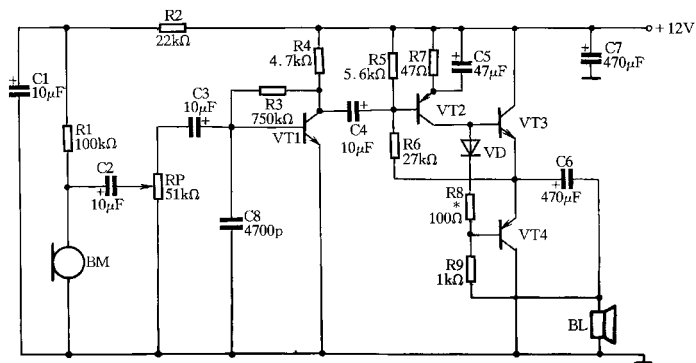 R2
22kΩ
+12V
R4
4.7kΩ
R5
5.6kΩ
R7
47Ω
C5
47μF
C7
470μF
C1
10μF
C3
10μF
R3
750kΩ
VT1
C4
10μF
VT2
VT3
R1
100kΩ
R6
27kΩ
VD
C2
10μF
RP
51kΩ
C6
470μF
R8
*
100Ω
C8
4700p
VT4
BM
R9
1kΩ
BL